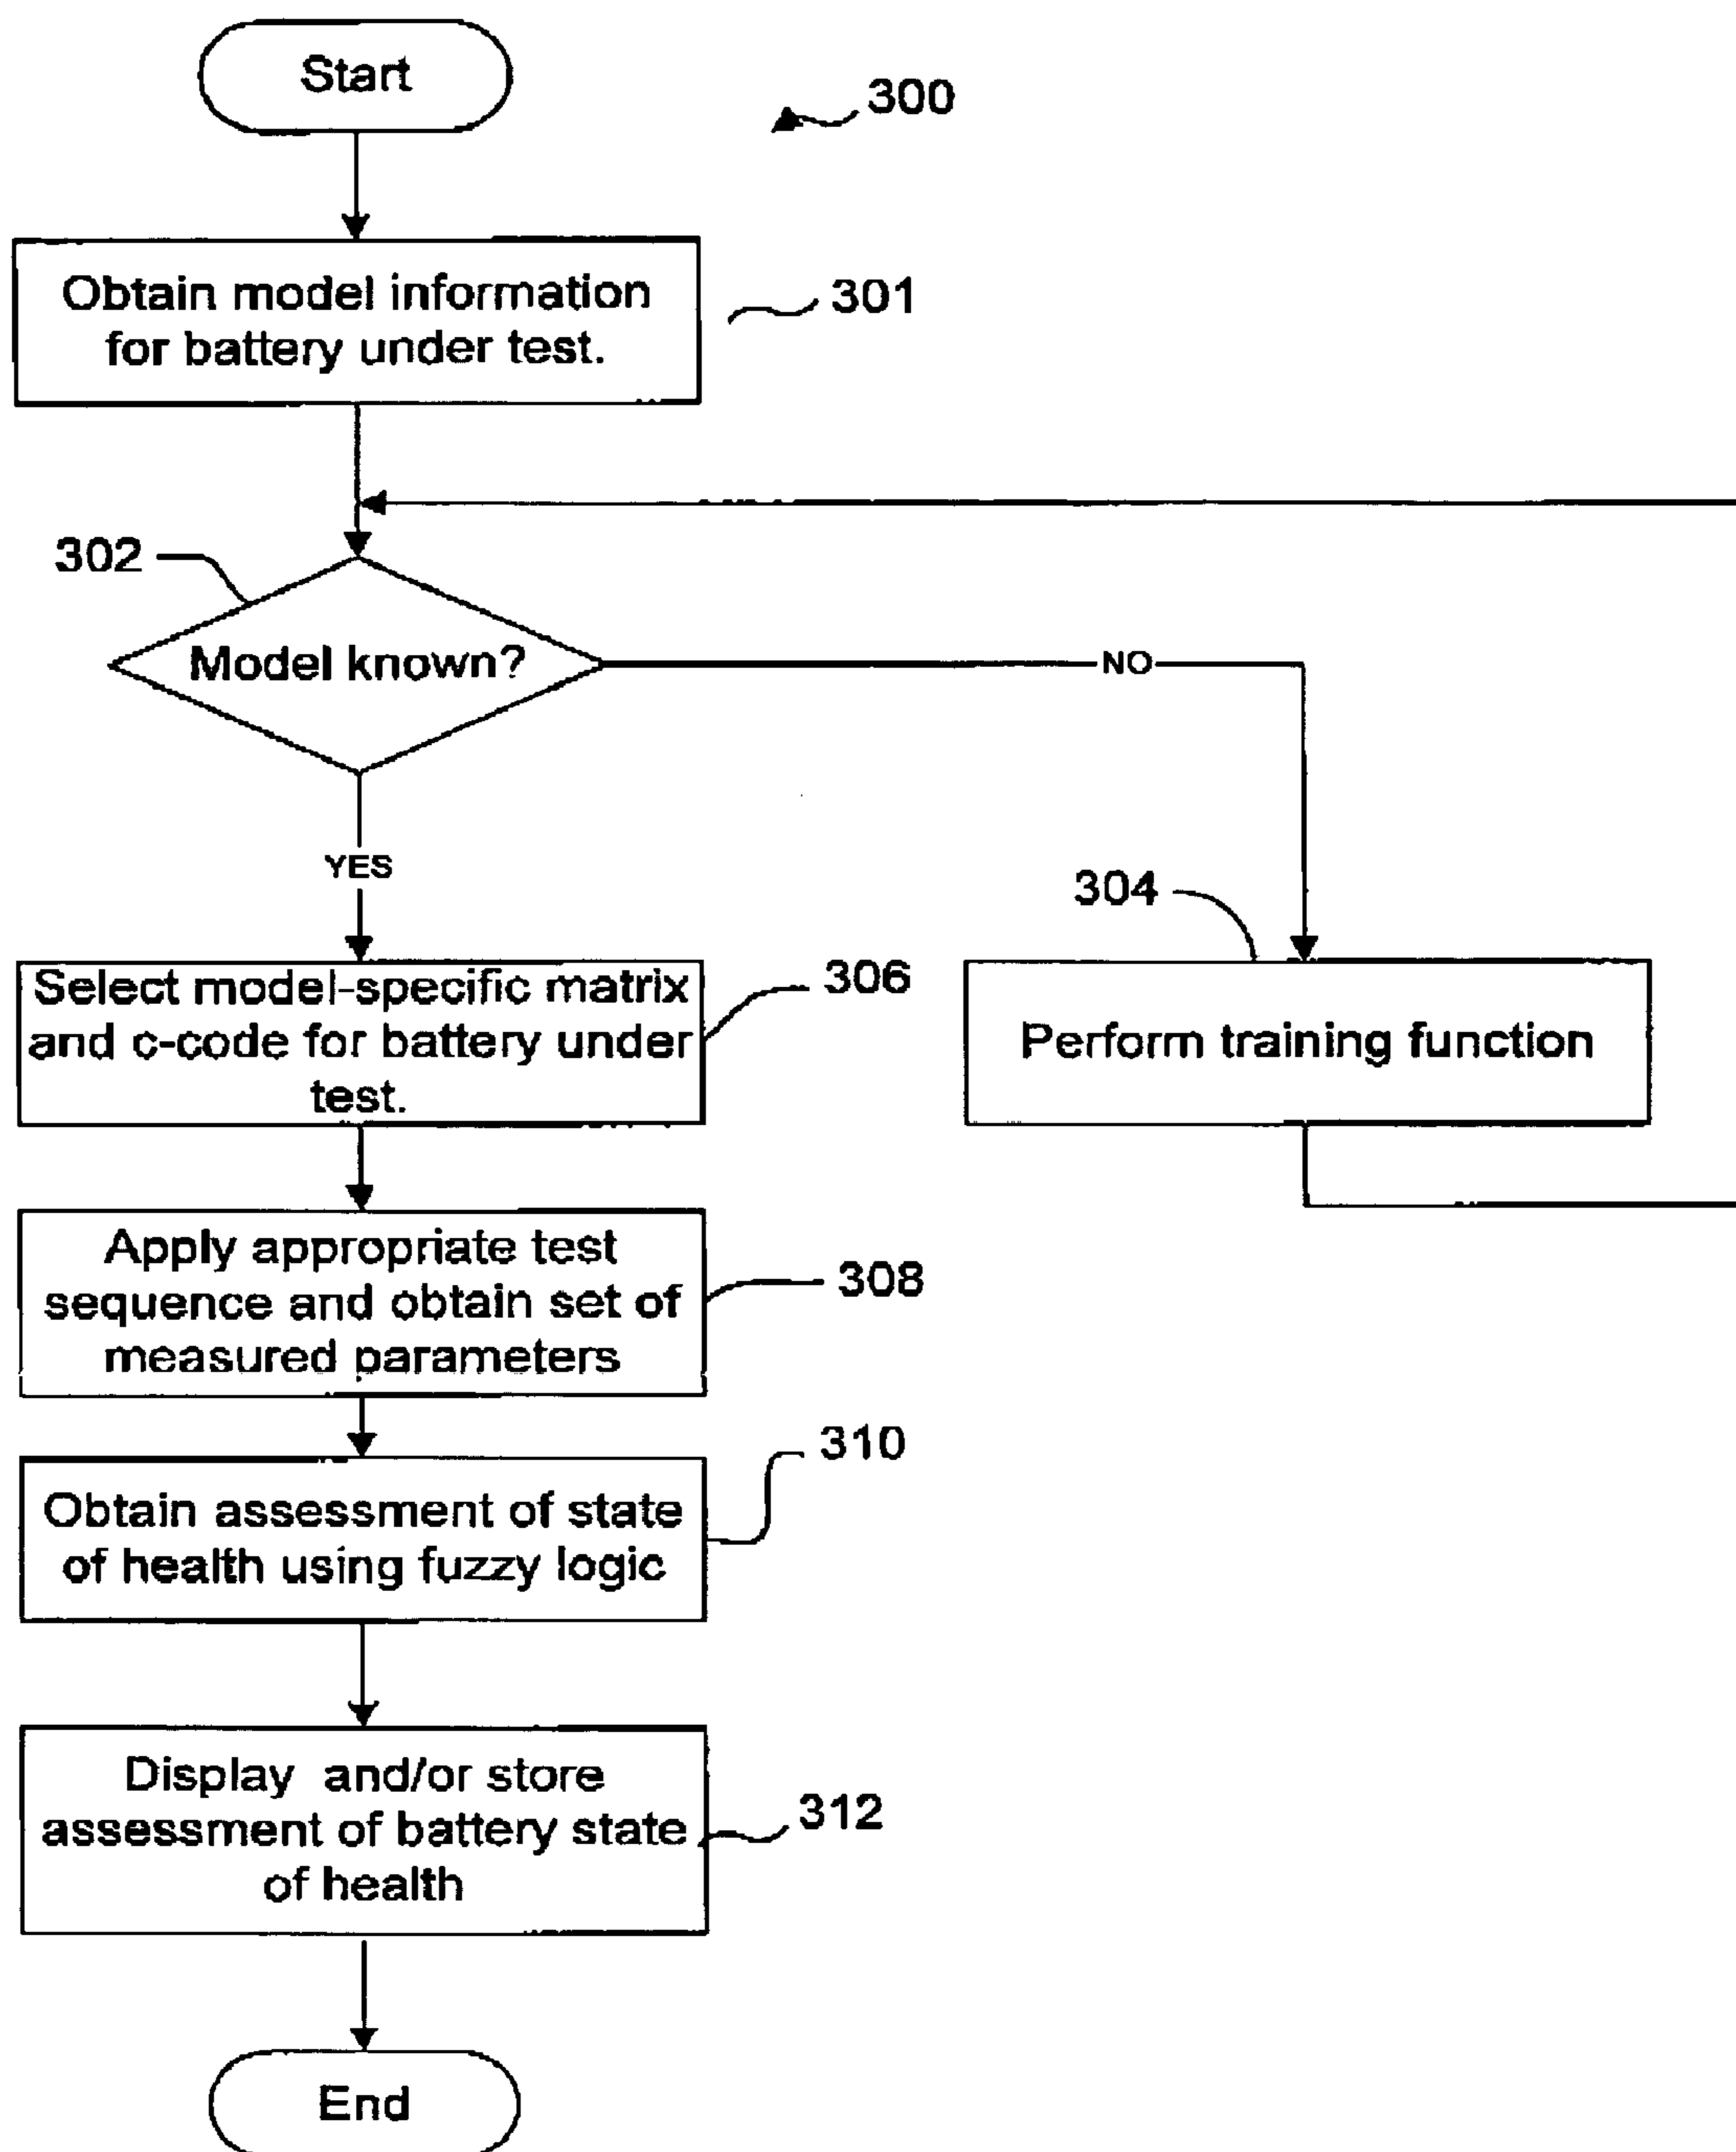 Start
300
Obtain model information
for battery under test.
301
302
Model known?
NO
YES
304
Select model-specific matrix
and c-code for battery under
test.
306
Perform training function
Apply appropriate test
sequence and obtain set of
measured parameters
308
310
Obtain assessment of state
of health using fuzzy logic
Display and/or store
assessment of battery state
of health
312
End